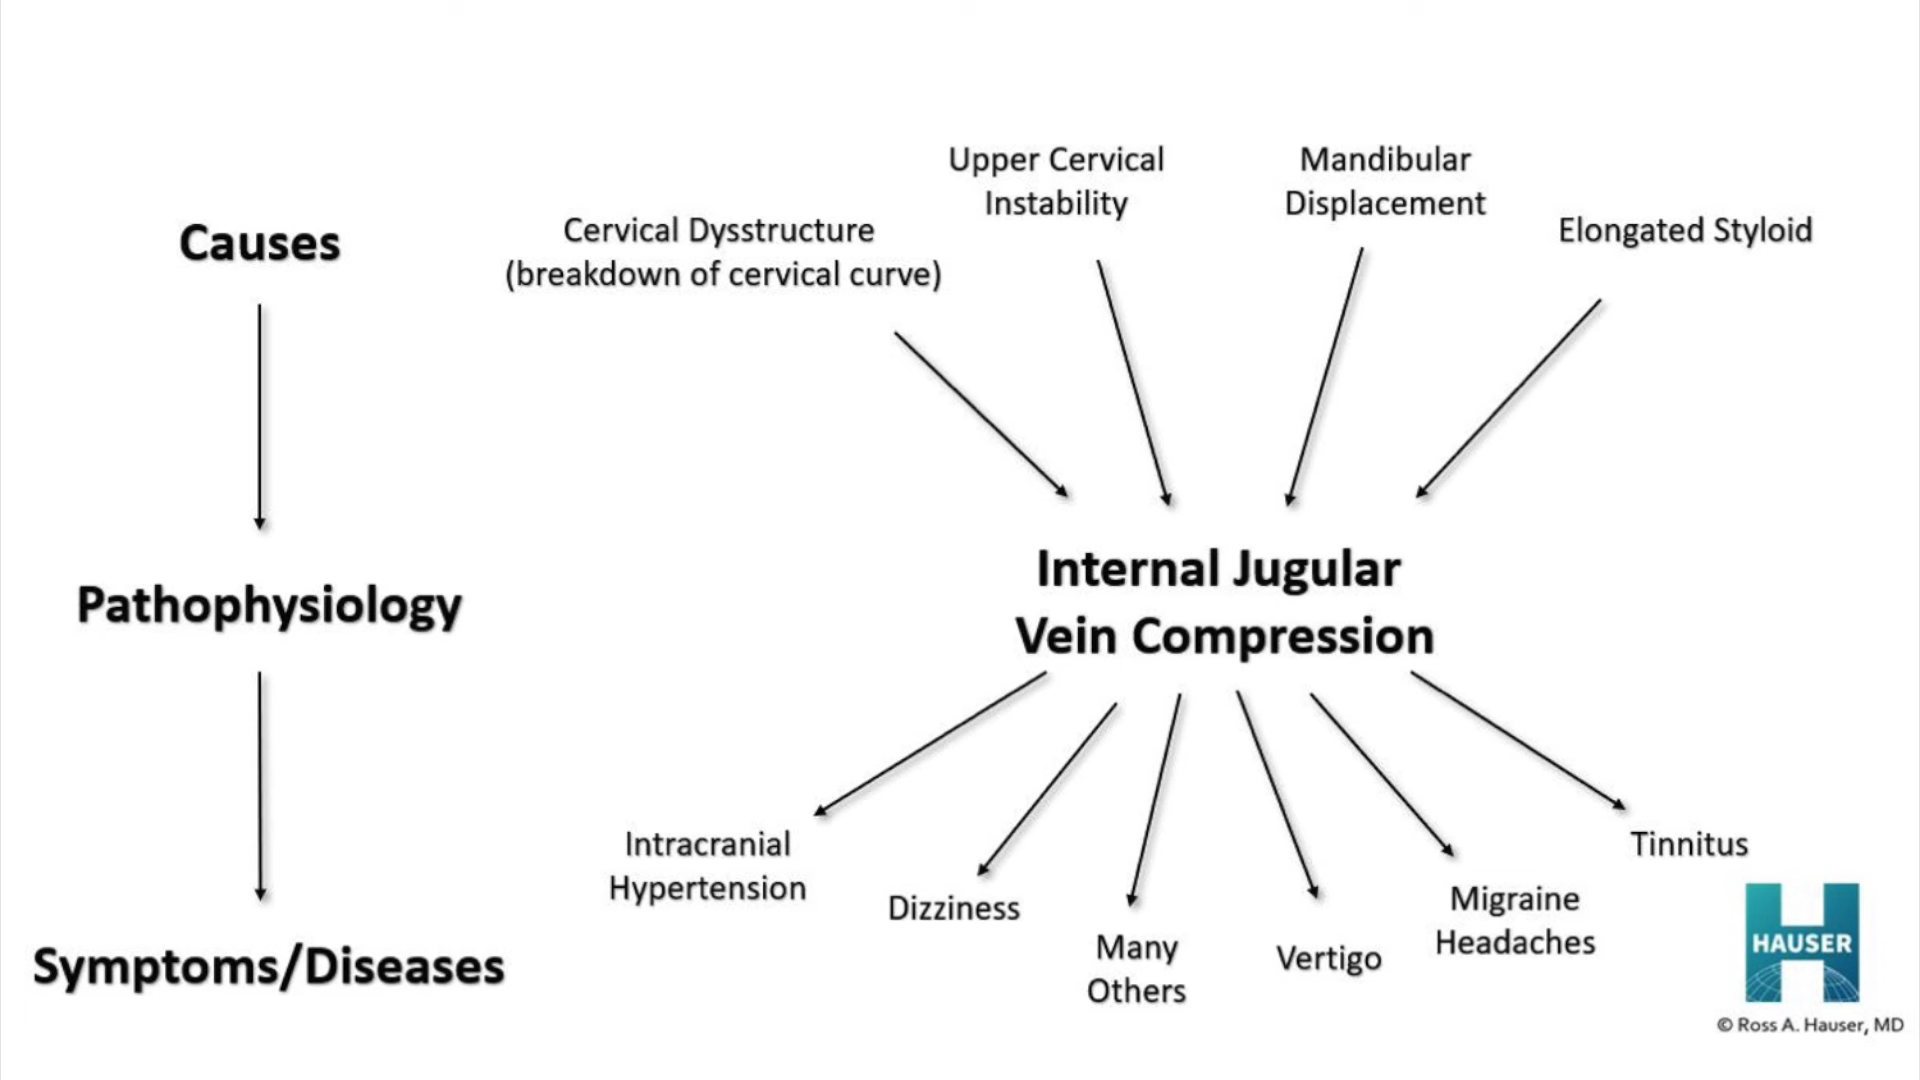 Causes
Pathophysiology
Symptoms/Diseases
Cervical Dysstructure
(breakdown of cervical curve)
Upper Cervical
Instability
Mandibular
Displacement
Elongated Styloid
Internal Jugular
Vein Compression
Intracranial
Hypertension
Dizziness
Many
Others
Vertigo
Migraine
Headaches
Tinnitus
HAUSER
© Ross A. Hauser, MD